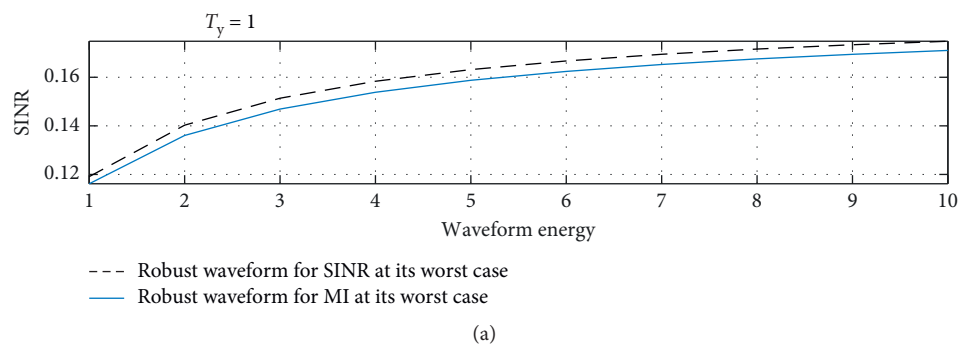 T_y = 1
0.16
0.14
0.12
SINR
1 2 3 4 5 6 7 8 9 10
Waveform energy
Robust waveform for SINR at its worst case
Robust waveform for MI at its worst case
(a)